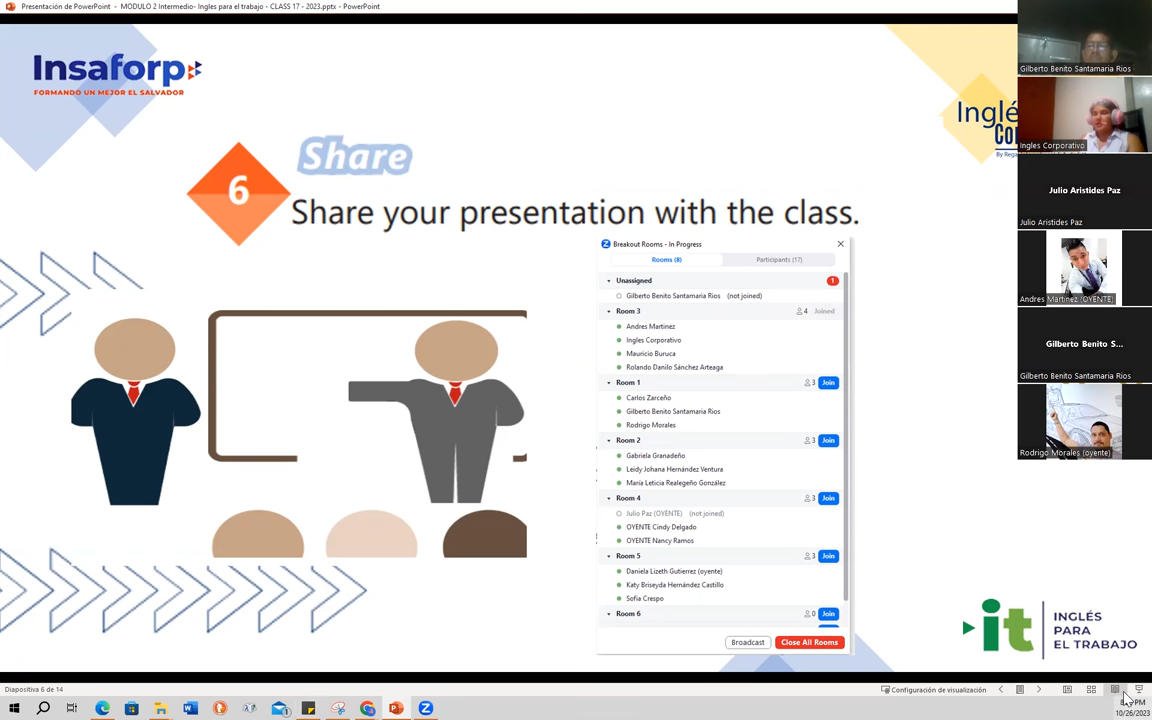 Presentación de PowerPoint - MODULO 2 Intermedio- Ingles para el trabajo - CLASS 17 - 2023.pptx - PowerPoint
Insaforp
FORMANDO UN MEJOR EL SALVADOR
Inglés
Co
By Rega
6
Share
Share your presentation with the class.
Breakout Rooms - In Progress
Rooms (8)
Participants (17)
Unassigned
1
Gilberto Benito Santamaria Rios (not joined)
Room 3
4 Joined
Andres Martinez
Ingles Corporativo
Mauricio Buruca
Rolando Danilo Sánchez Arteaga
Room 1
3 Join
Carlos Zarceño
Gilberto Benito Santamaria Rios
Rodrigo Morales
Room 2
3 Join
Gabriela Granadeño
Leidy Johana Hernández Ventura
María Leticia Realegeño González
Room 4
3 Join
Julio Paz (OYENTE) (not joined)
OYENTE Cindy Delgado
OYENTE Nancy Ramos
Room 5
3 Join
Daniela Lizeth Gutierrez (oyente)
Katy Briseyda Hernández Castillo
Sofia Crespo
Room 6
0 Join
Broadcast
Close All Rooms
it
INGLÉS
PARA
EL TRABAJO
Gilberto Benito Santamaria Rios
Ingles Corporativo
Julio Aristides Paz
Julio Aristides Paz
Andres Martinez (OYENTE)
Gilberto Benito S...
Gilberto Benito Santamaria Rios
Rodrigo Morales (oyente)
Diapositiva 6 de 14
Configuración de visualización
10/26/2023